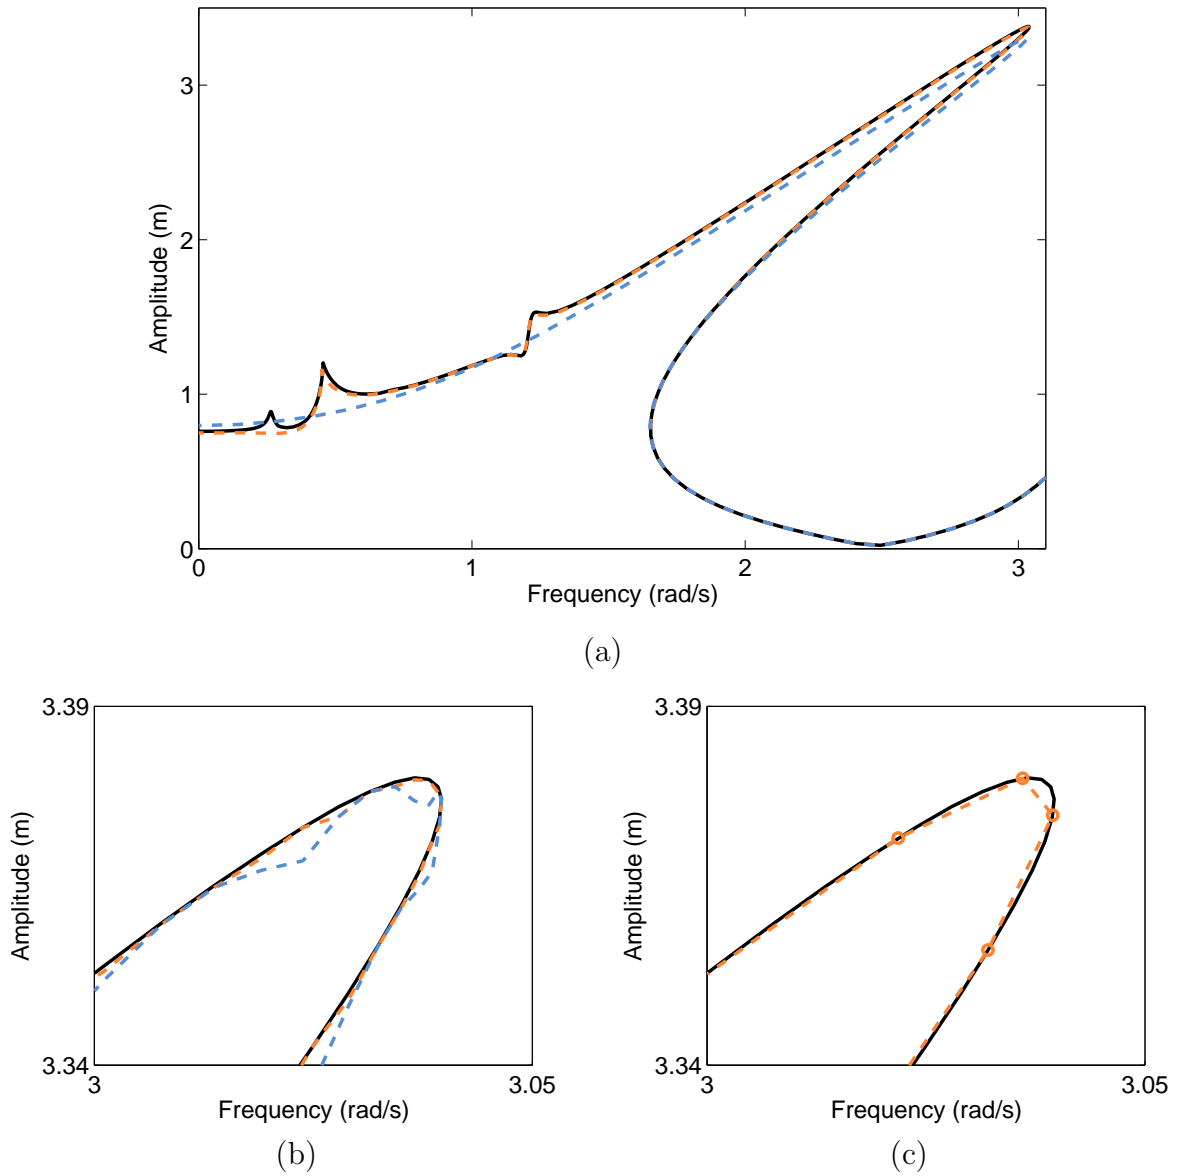 3
2
1
0
Amplitude (m)
0
1
2
3
Frequency (rad/s)
(a)
3.39
3.34
Amplitude (m)
3
3.05
Frequency (rad/s)
(b)
3.39
3.34
Amplitude (m)
3
3.05
Frequency (rad/s)
(c)